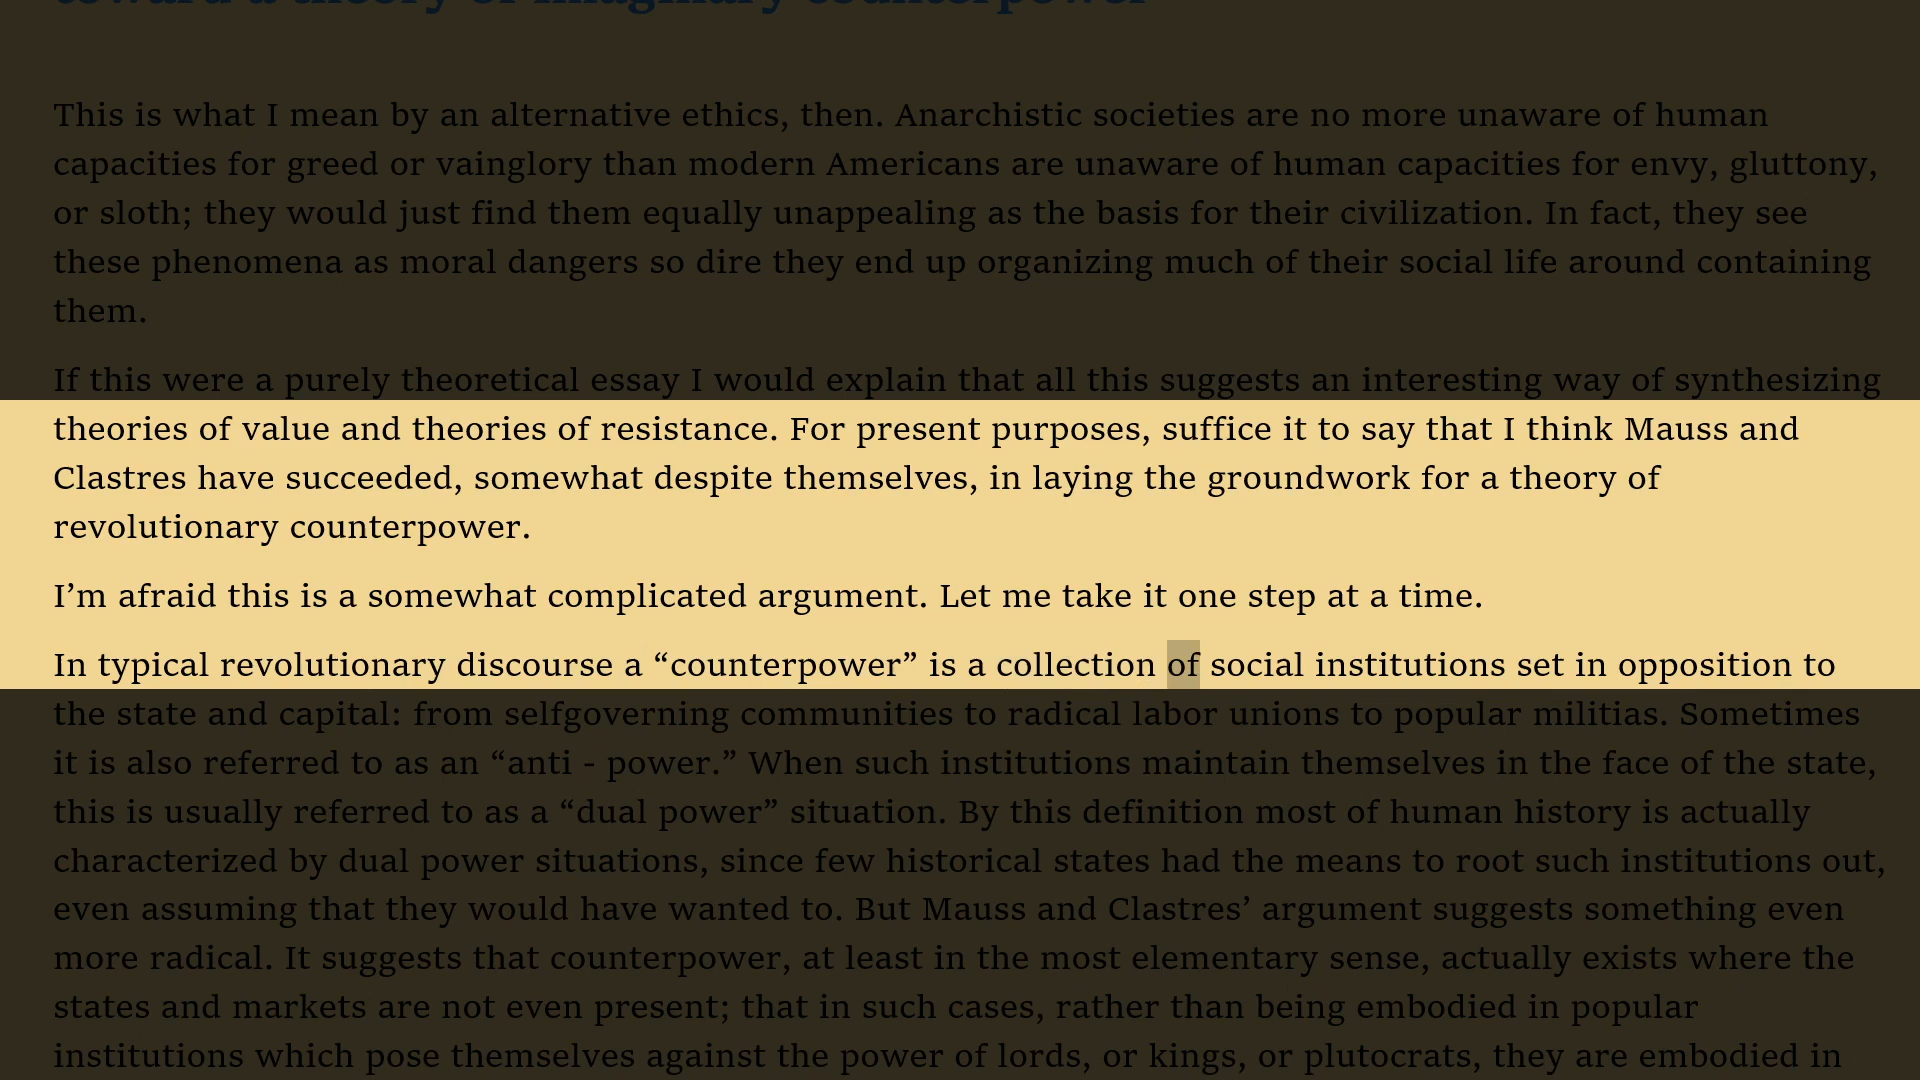 toward a theory of imaginary counterpower
This is what I mean by an alternative ethics, then. Anarchistic societies are no more unaware of human
capacities for greed or vainglory than modern Americans are unaware of human capacities for envy, gluttony,
or sloth; they would just find them equally unappealing as the basis for their civilization. In fact, they see
these phenomena as moral dangers so dire they end up organizing much of their social life around containing
them.
If this were a purely theoretical essay I would explain that all this suggests an interesting way of synthesizing
theories of value and theories of resistance. For present purposes, suffice it to say that I think Mauss and
Clastres have succeeded, somewhat despite themselves, in laying the groundwork for a theory of
revolutionary counterpower.
I’m afraid this is a somewhat complicated argument. Let me take it one step at a time.
In typical revolutionary discourse a “counterpower” is a collection of social institutions set in opposition to
the state and capital: from selfgoverning communities to radical labor unions to popular militias. Sometimes
it is also referred to as an “anti - power.” When such institutions maintain themselves in the face of the state,
this is usually referred to as a “dual power” situation. By this definition most of human history is actually
characterized by dual power situations, since few historical states had the means to root such institutions out,
even assuming that they would have wanted to. But Mauss and Clastres’ argument suggests something even
more radical. It suggests that counterpower, at least in the most elementary sense, actually exists where the
states and markets are not even present; that in such cases, rather than being embodied in popular
institutions which pose themselves against the power of lords, or kings, or plutocrats, they are embodied in